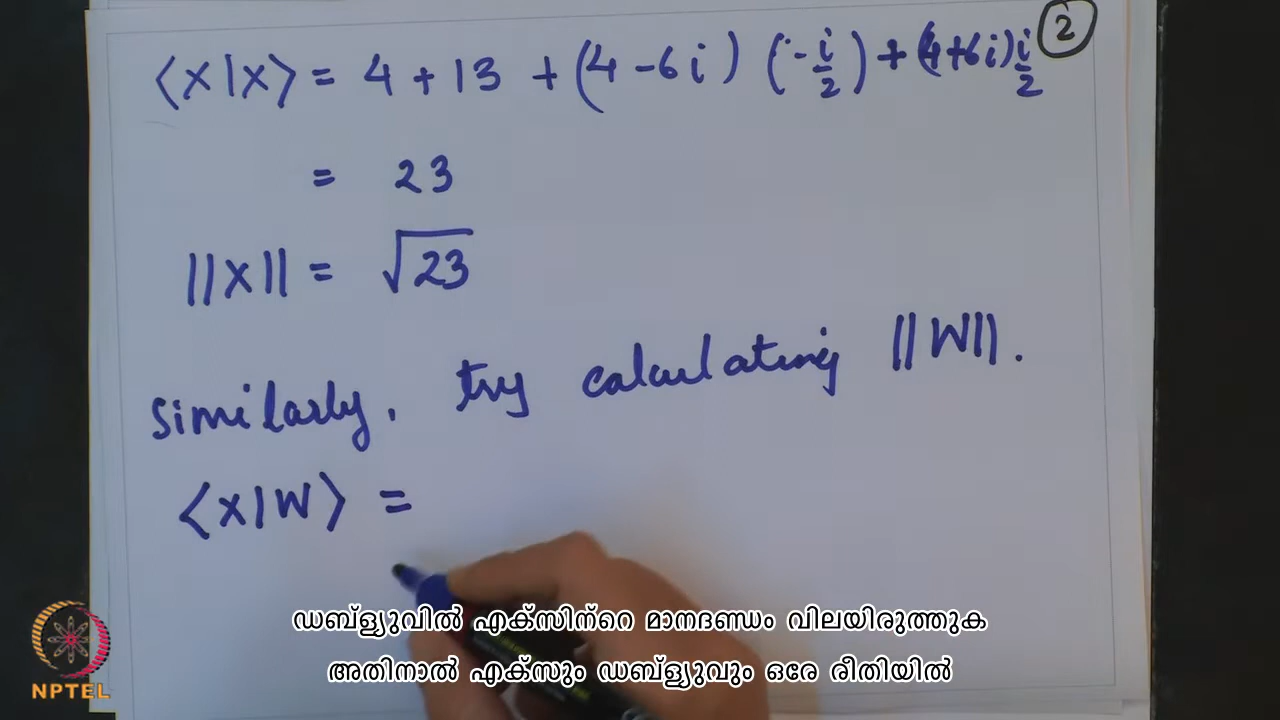 ⟨X|X⟩ = 4 + 13 + (4 - 6i) (-i/2) + (4+6i) i/2
2
= 23
||X|| = √23
Similarly, try calculating ||W||.
⟨X|W⟩ =
ഡബ്ള്യുവിൽ എക്സിന്റെ മാനദണ്ഡം വിലയിരുത്തുക
അതിനാൽ എക്സും ഡബ്ള്യുവും ഒരേ രീതിയിൽ
NPTEL